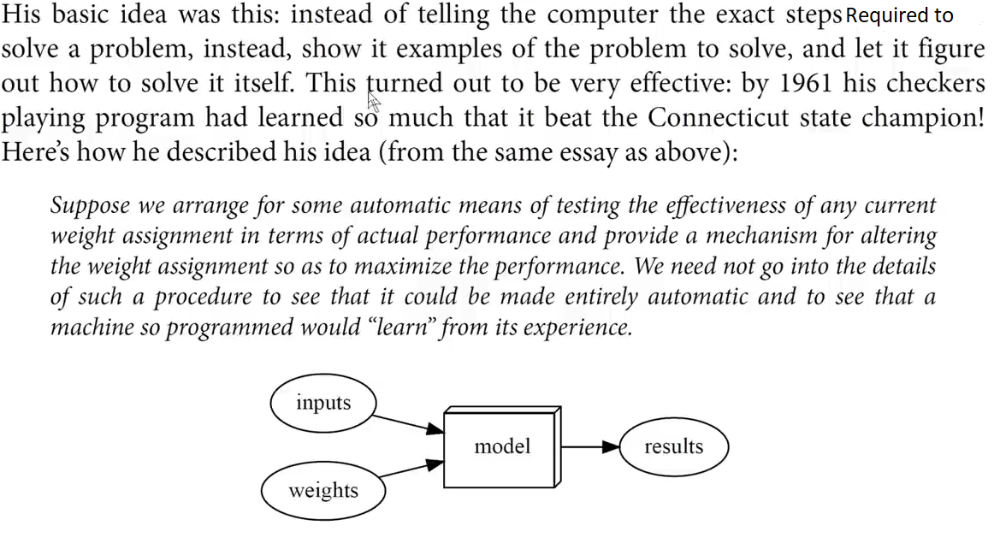 His basic idea was this: instead of telling the computer the exact steps Required to
solve a problem, instead, show it examples of the problem to solve, and let it figure
out how to solve it itself. This turned out to be very effective: by 1961 his checkers
playing program had learned so much that it beat the Connecticut state champion!
Here’s how he described his idea (from the same essay as above):
Suppose we arrange for some automatic means of testing the effectiveness of any current
weight assignment in terms of actual performance and provide a mechanism for altering
the weight assignment so as to maximize the performance. We need not go into the details
of such a procedure to see that it could be made entirely automatic and to see that a
machine so programmed would “learn” from its experience.
inputs
model
results
weights